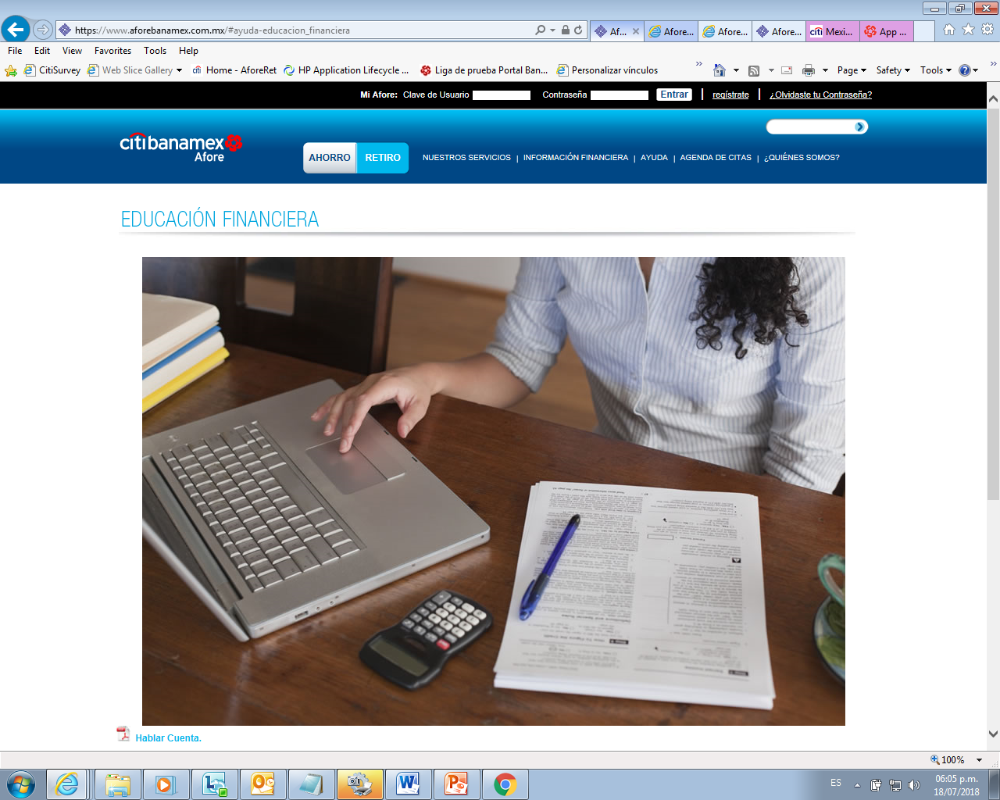 https://www.aforebanamex.com.mx/#ayuda-educacion_financiera
Af...
Afore...
Afore...
Afore...
citi Mexi...
App ...
File Edit View Favorites Tools Help
CitiSurvey
Web Slice Gallery
citi Home - AforeRet
HP Application Lifecycle ...
Liga de prueba Portal Ban...
Personalizar vínculos
Page Safety Tools
Mi Afore: Clave de Usuario Contraseña Entrar | regístrate | ¿Olvidaste tu Contraseña?
citibanamex
Afore
AHORRO RETIRO NUESTROS SERVICIOS | INFORMACIÓN FINANCIERA | AYUDA | AGENDA DE CITAS | ¿QUIÉNES SOMOS?
EDUCACIÓN FINANCIERA
Hablar Cuenta.
100%
ES
06:05 p.m.
18/07/2018